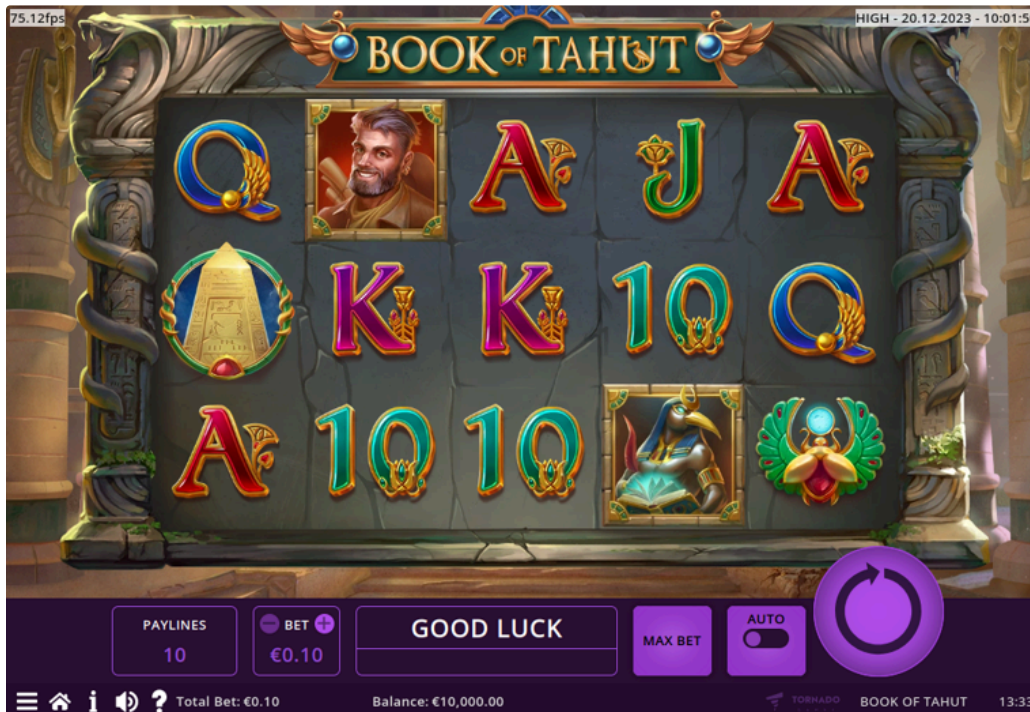 75.12fps
HIGH - 20.12.2023 - 10:01:5
BOOK OF TAHUT
Q A J A
K K 10 Q
A 10 10
PAYLINES
10
BET
€0.10
GOOD LUCK
MAX BET
AUTO
Total Bet: €0.10
Balance: €10,000.00
TORNADO
BOOK OF TAHUT
13:33